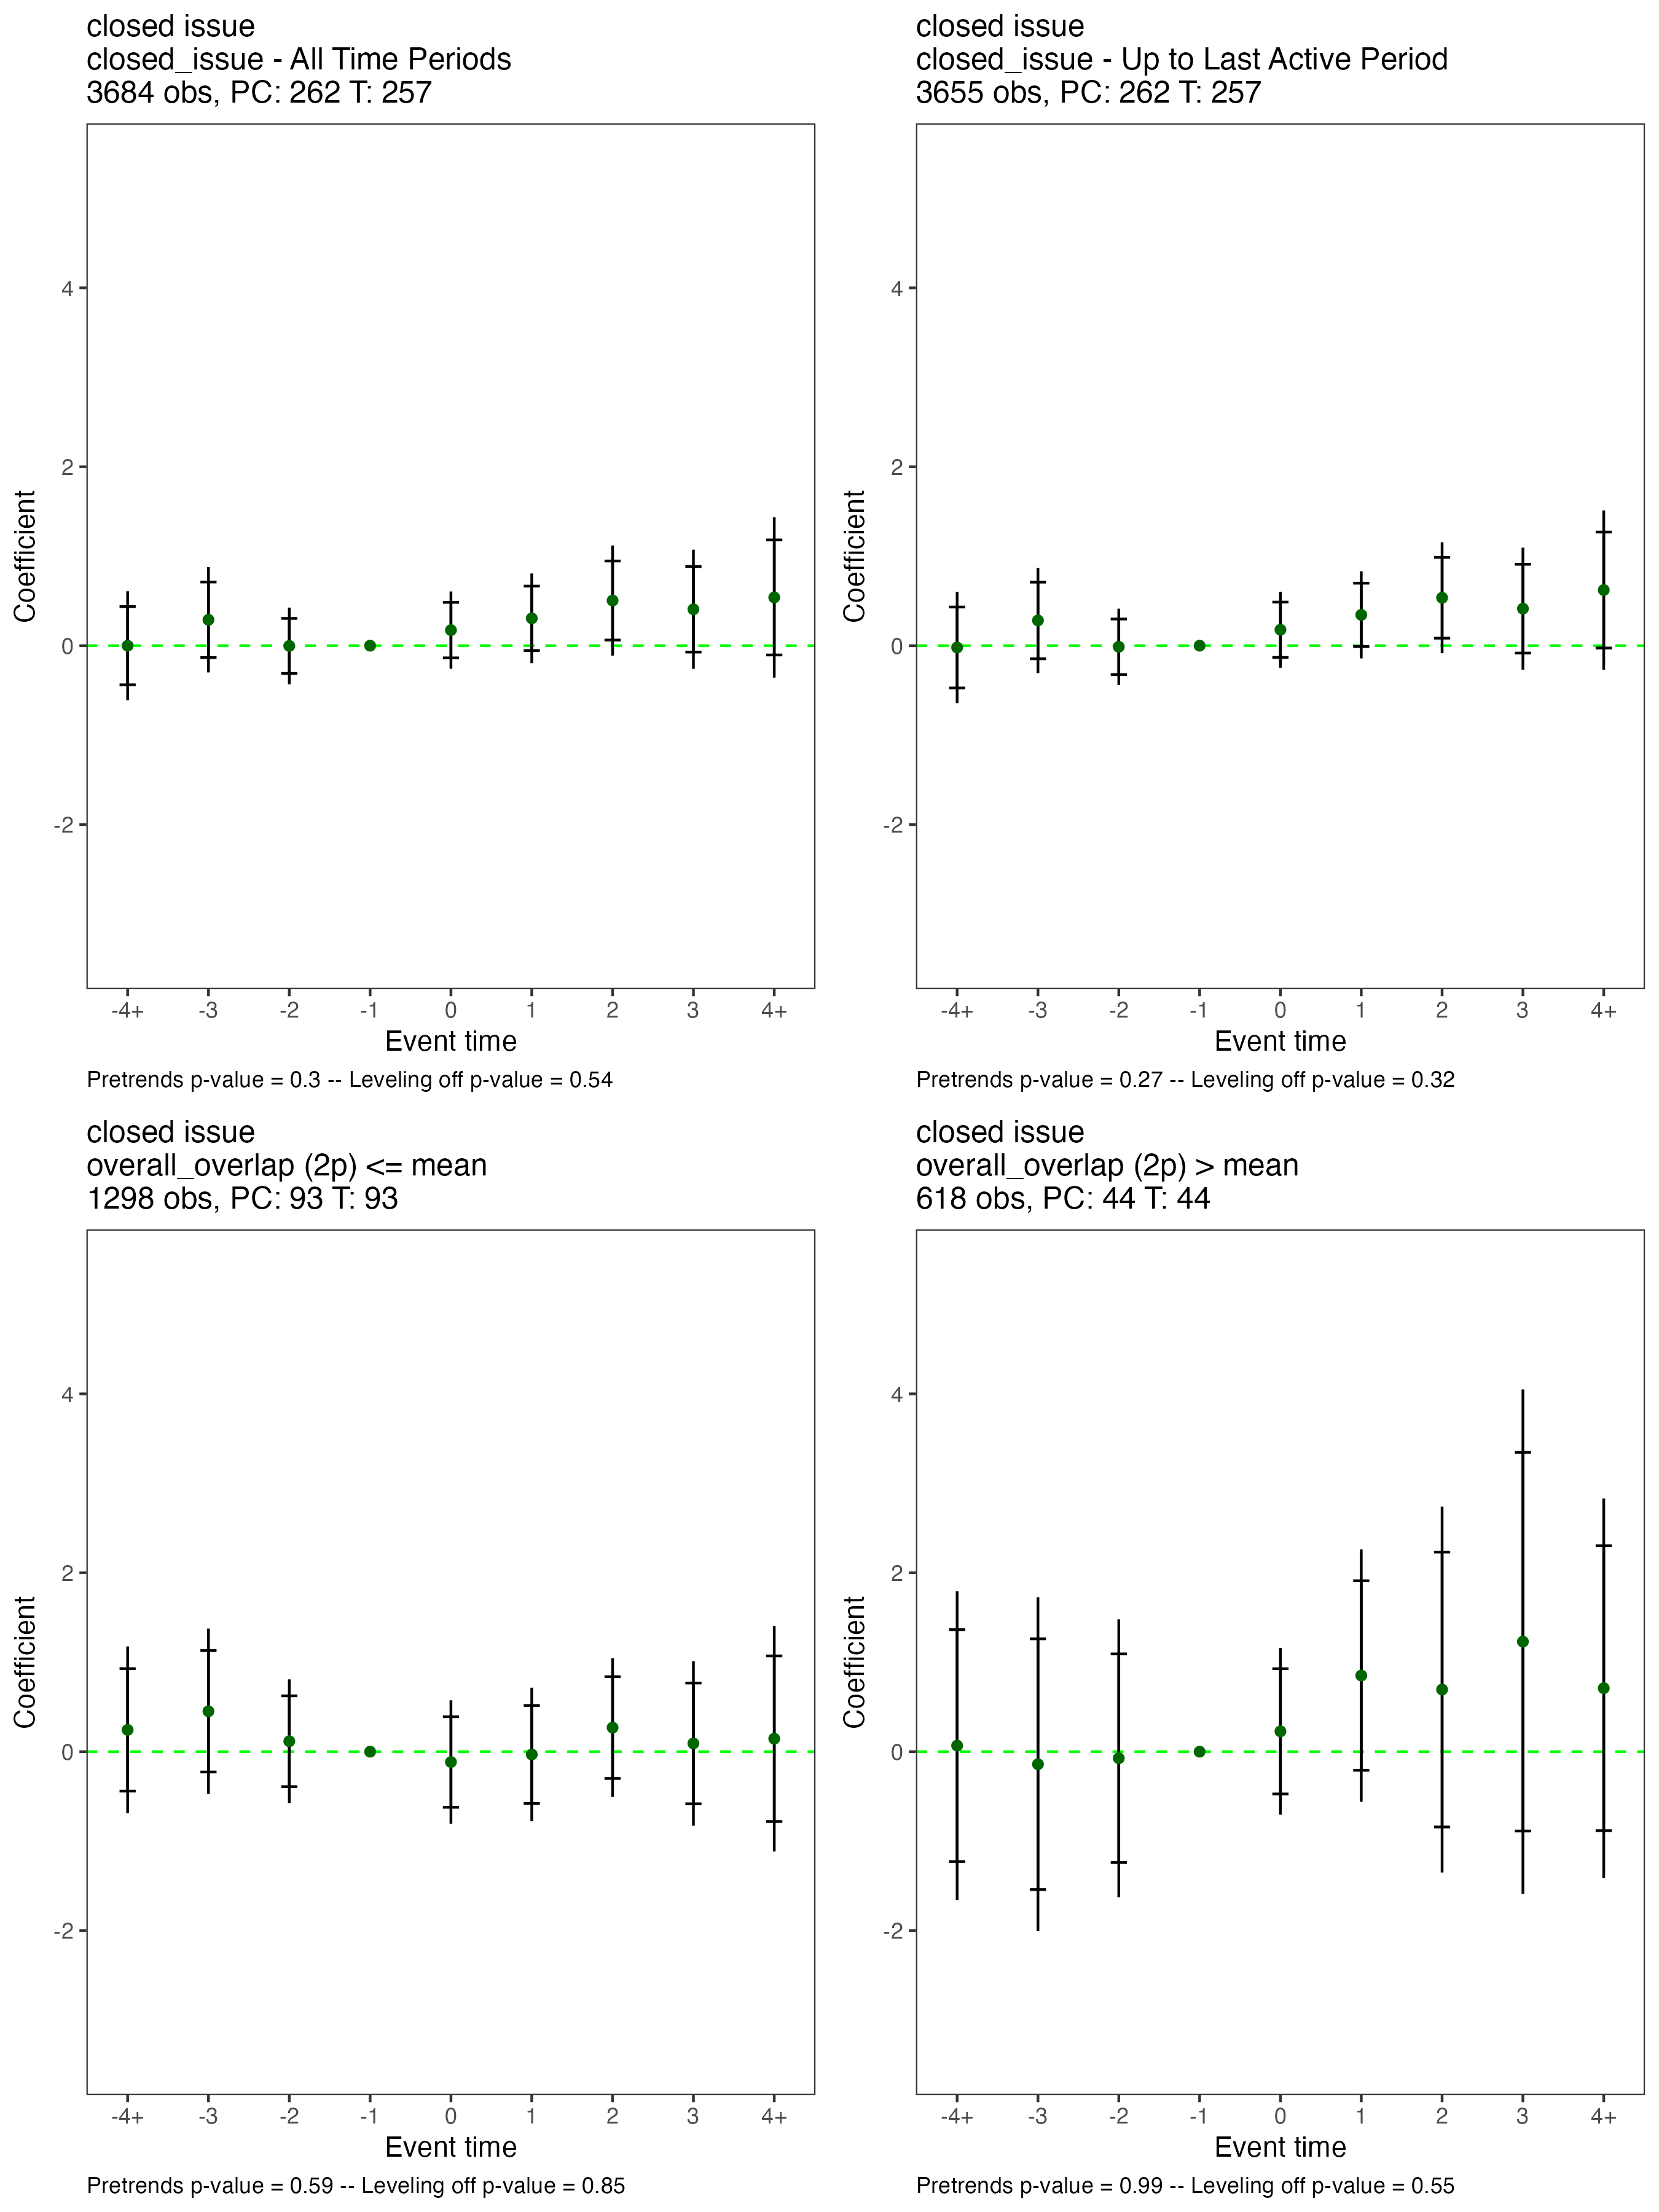 closed issue
closed_issue - All Time Periods
3684 obs, PC: 262 T: 257
Coefficient
4
2
0
-2
-4+ -3 -2 -1 0 1 2 3 4+
Event time
Pretrends p-value = 0.3 -- Leveling off p-value = 0.54
closed issue
closed_issue - Up to Last Active Period
3655 obs, PC: 262 T: 257
Coefficient
4
2
0
-2
-4+ -3 -2 -1 0 1 2 3 4+
Event time
Pretrends p-value = 0.27 -- Leveling off p-value = 0.32
closed issue
overall_overlap (2p) <= mean
1298 obs, PC: 93 T: 93
Coefficient
4
2
0
-2
-4+ -3 -2 -1 0 1 2 3 4+
Event time
Pretrends p-value = 0.59 -- Leveling off p-value = 0.85
closed issue
overall_overlap (2p) > mean
618 obs, PC: 44 T: 44
Coefficient
4
2
0
-2
-4+ -3 -2 -1 0 1 2 3 4+
Event time
Pretrends p-value = 0.99 -- Leveling off p-value = 0.55